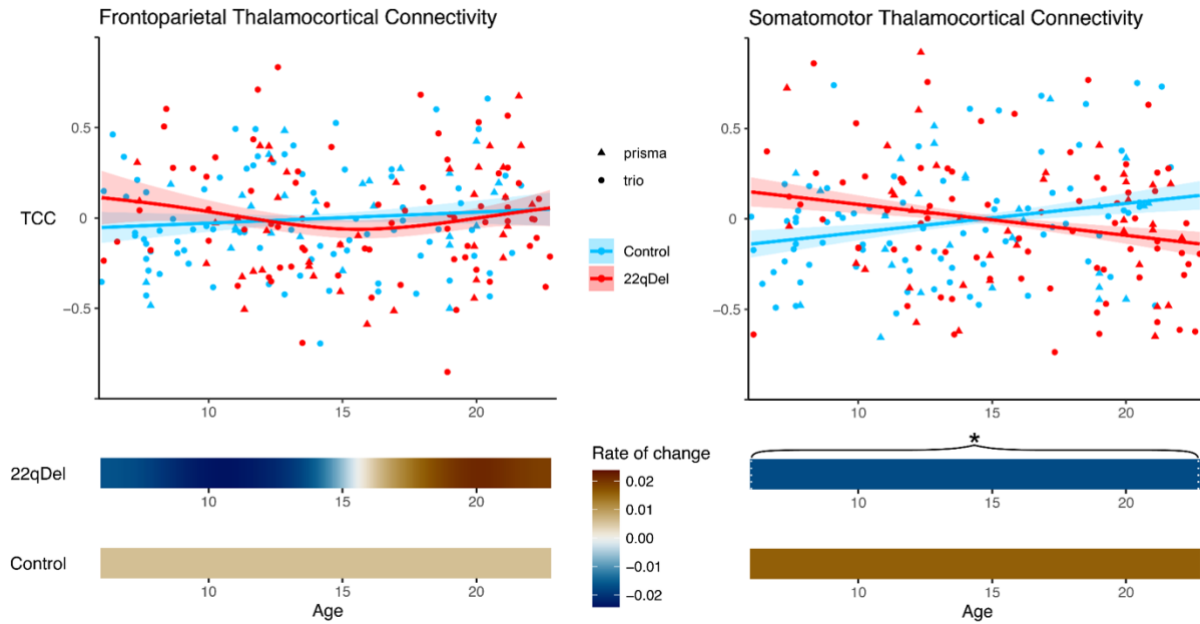 Frontoparietal Thalamocortical Connectivity
Somatomotor Thalamocortical Connectivity
TCC
0.5
0
−0.5
10
15
20
prisma
trio
Control
22qDel
0.5
0
−0.5
10
15
20
22qDel
10
15
20
Control
10
15
20
Age
Rate of change
0.02
0.01
0.00
−0.01
−0.02
*
10
15
20
10
15
20
Age